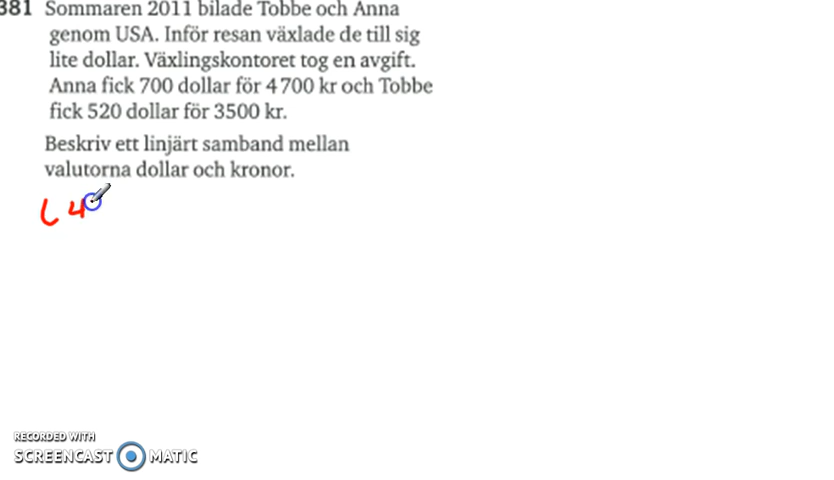 381 Sommaren 2011 bilade Tobbe och Anna
genom USA. Inför resan växlade de till sig
lite dollar. Växlingskontoret tog en avgift.
Anna fick 700 dollar för 4 700 kr och Tobbe
fick 520 dollar för 3500 kr.
Beskriv ett linjärt samband mellan
valutorna dollar och kronor.
( 4
RECORDED WITH
SCREENCAST MATIC